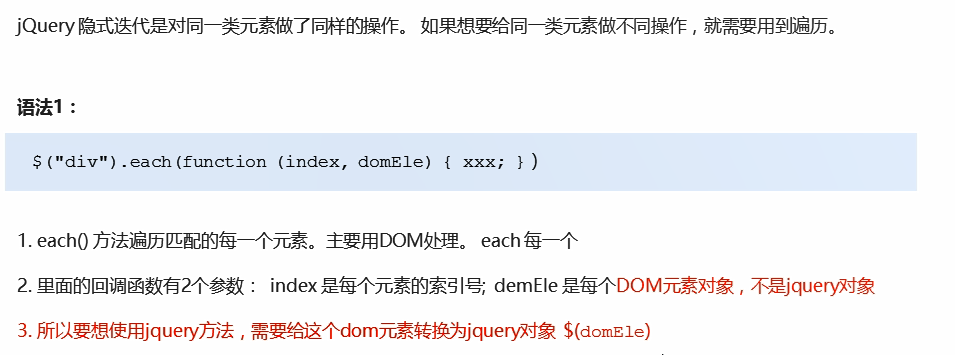 jQuery 隐式迭代是对同一类元素做了同样的操作。 如果想要给同一类元素做不同操作，就需要用到遍历。
语法1：
$("div").each(function (index, domEle) { xxx; })
1. each() 方法遍历匹配的每一个元素。主要用DOM处理。 each 每一个
2. 里面的回调函数有2个参数： index 是每个元素的索引号; demEle 是每个DOM元素对象，不是jquery对象
3. 所以要想使用jquery方法，需要给这个dom元素转换为jquery对象 $(domEle)